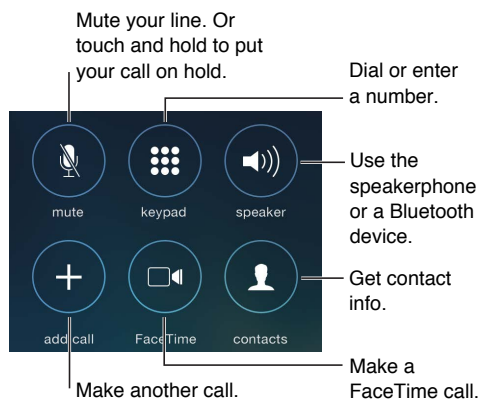 Mute your line. Or
touch and hold to put
your call on hold.
Dial or enter
a number.
mute
keypad
speaker
Use the
speakerphone
or a Bluetooth
device.
add call
FaceTime
contacts
Get contact
info.
Make another call.
Make a
FaceTime call.